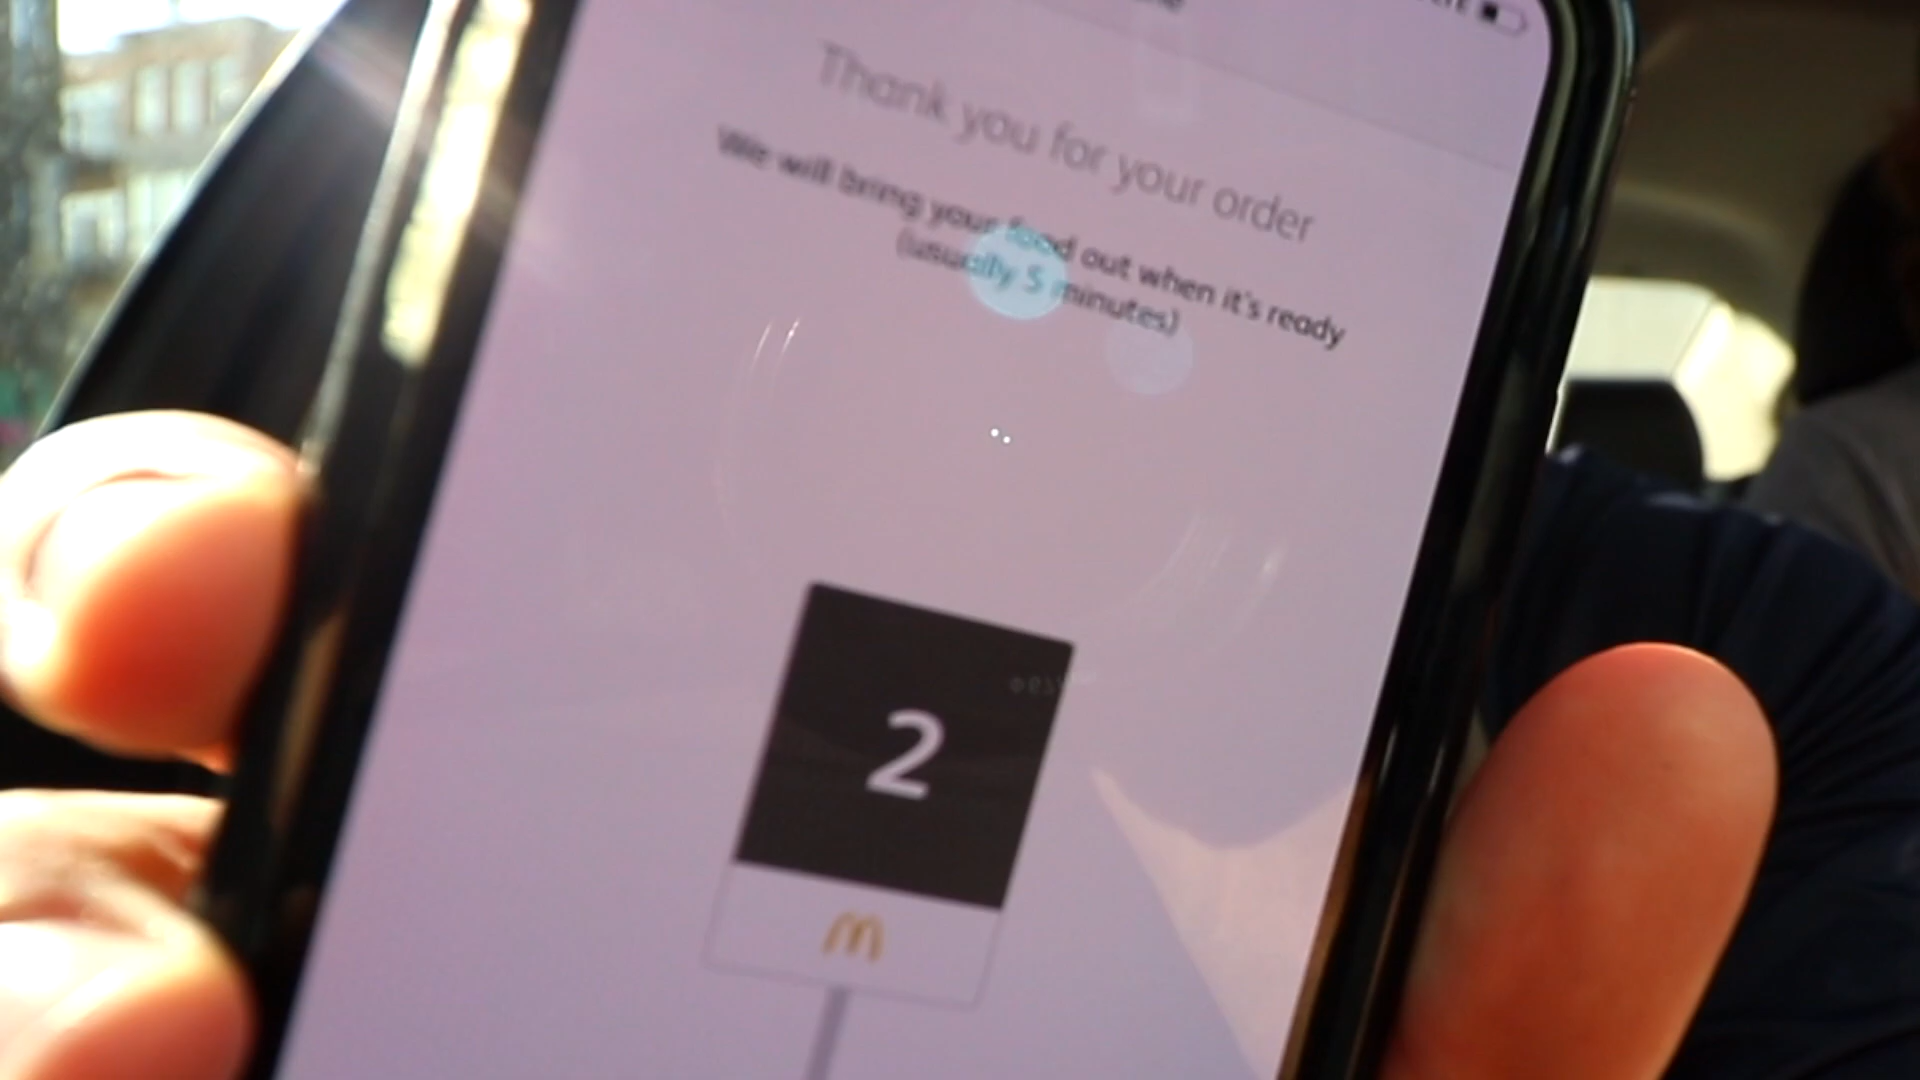 Thank you for your order
We will bring your food out when it's ready
(usually 5 minutes)
2